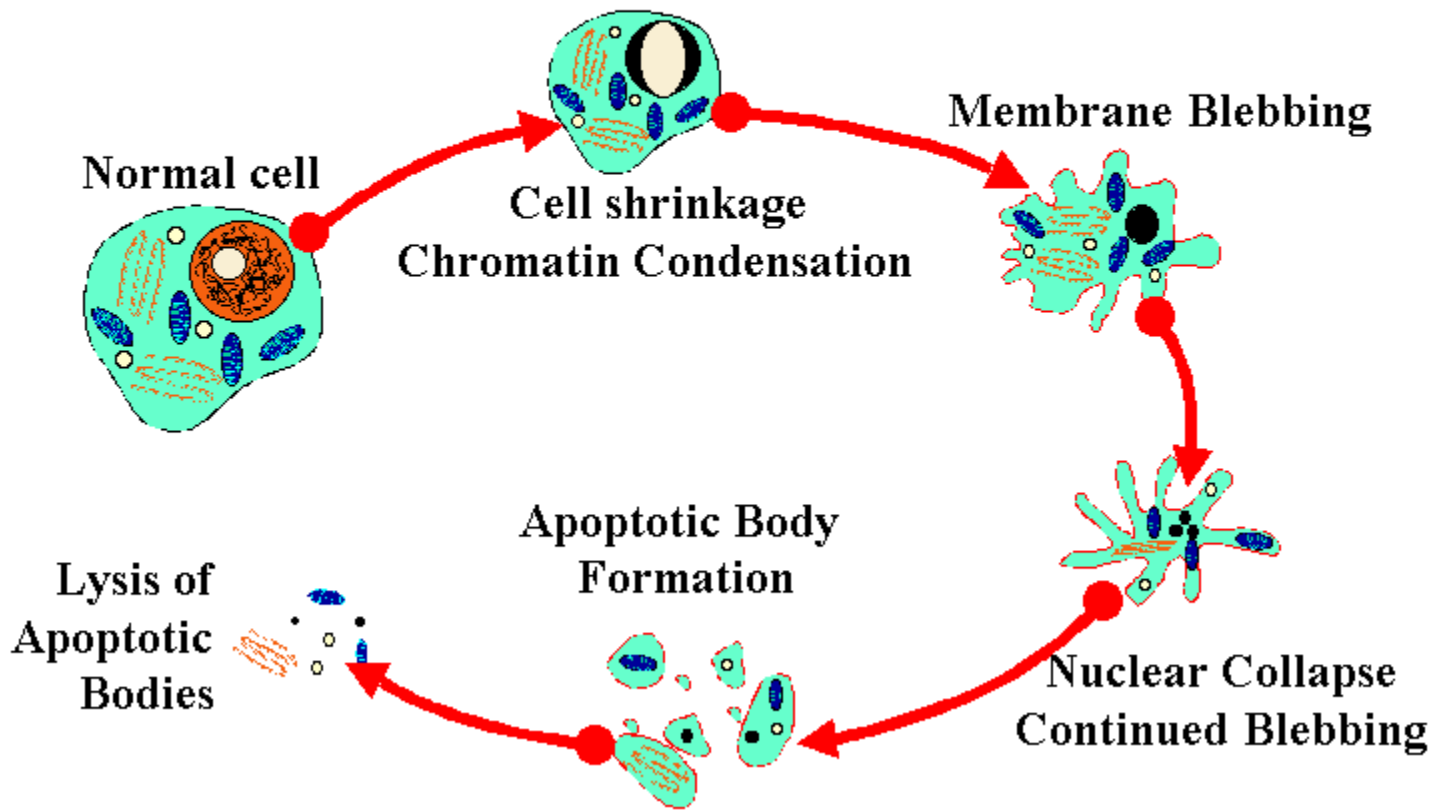 Normal cell
Cell shrinkage
Chromatin Condensation
Membrane Blebbing
Nuclear Collapse
Continued Blebbing
Apoptotic Body
Formation
Lysis of
Apoptotic
Bodies